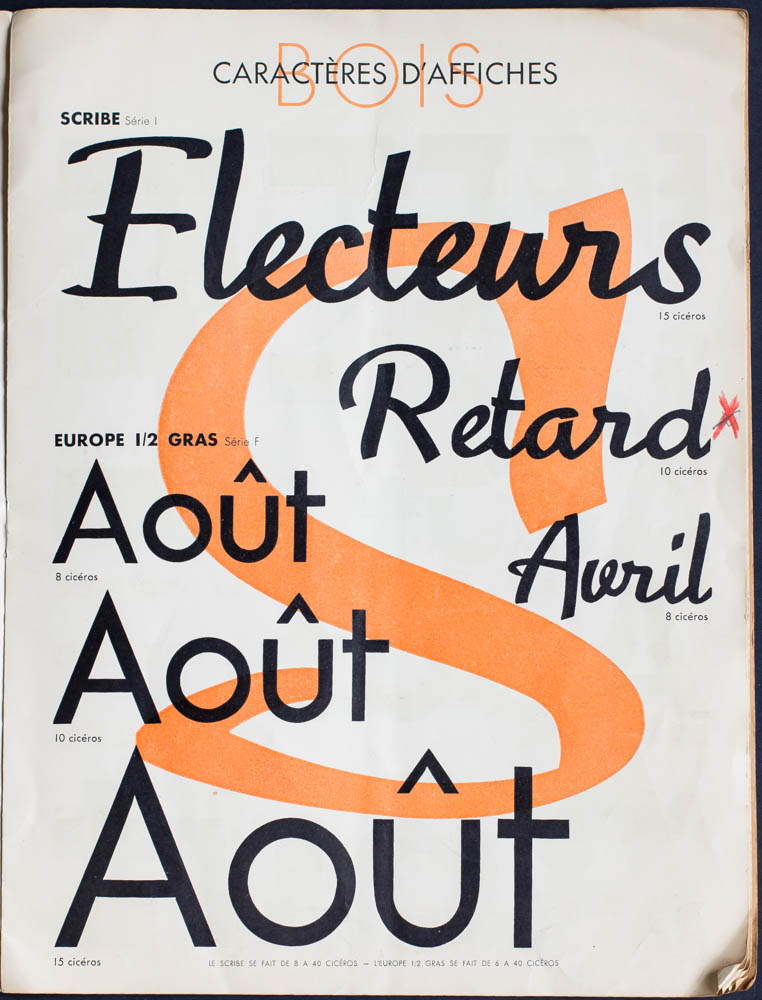 BOIS
CARACTÈRES D'AFFICHES
SCRIBE Série I
Electeurs
15 cicéros
Retard
10 cicéros
EUROPE 1/2 GRAS Série F
Août
8 cicéros
Avril
8 cicéros
Août
10 cicéros
Août
15 cicéros
LE SCRIBE SE FAIT DE 8 A 40 CICÉROS — L'EUROPE 1/2 GRAS SE FAIT DE 6 A 40 CICÉROS
S